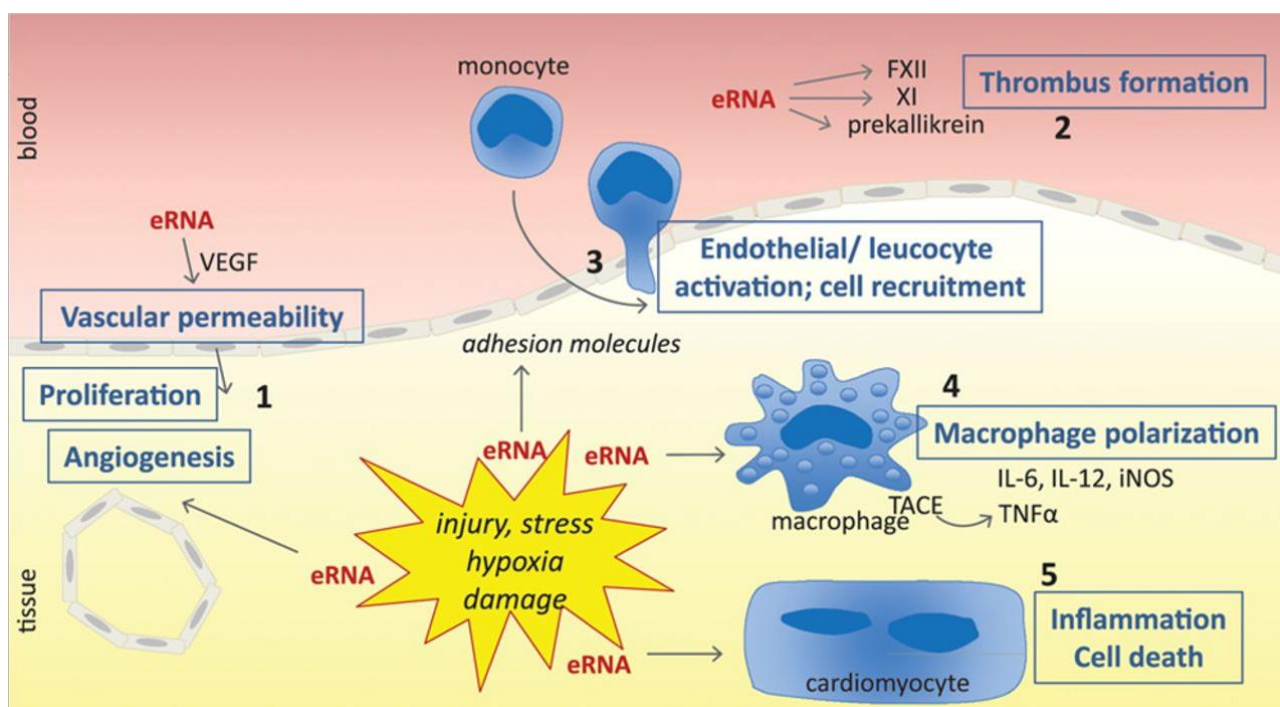 blood
monocyte
eRNA
FXII
XI
prekallikrein
Thrombus formation
2
eRNA
VEGF
Vascular permeability
Proliferation
1
Angiogenesis
3
Endothelial/ leucocyte
activation; cell recruitment
adhesion molecules
eRNA
eRNA
eRNA
injury, stress
hypoxia
damage
eRNA
4
Macrophage polarization
IL-6, IL-12, iNOS
TACE
TNFα
macrophage
5
Inflammation
Cell death
cardiomyocyte
tissue